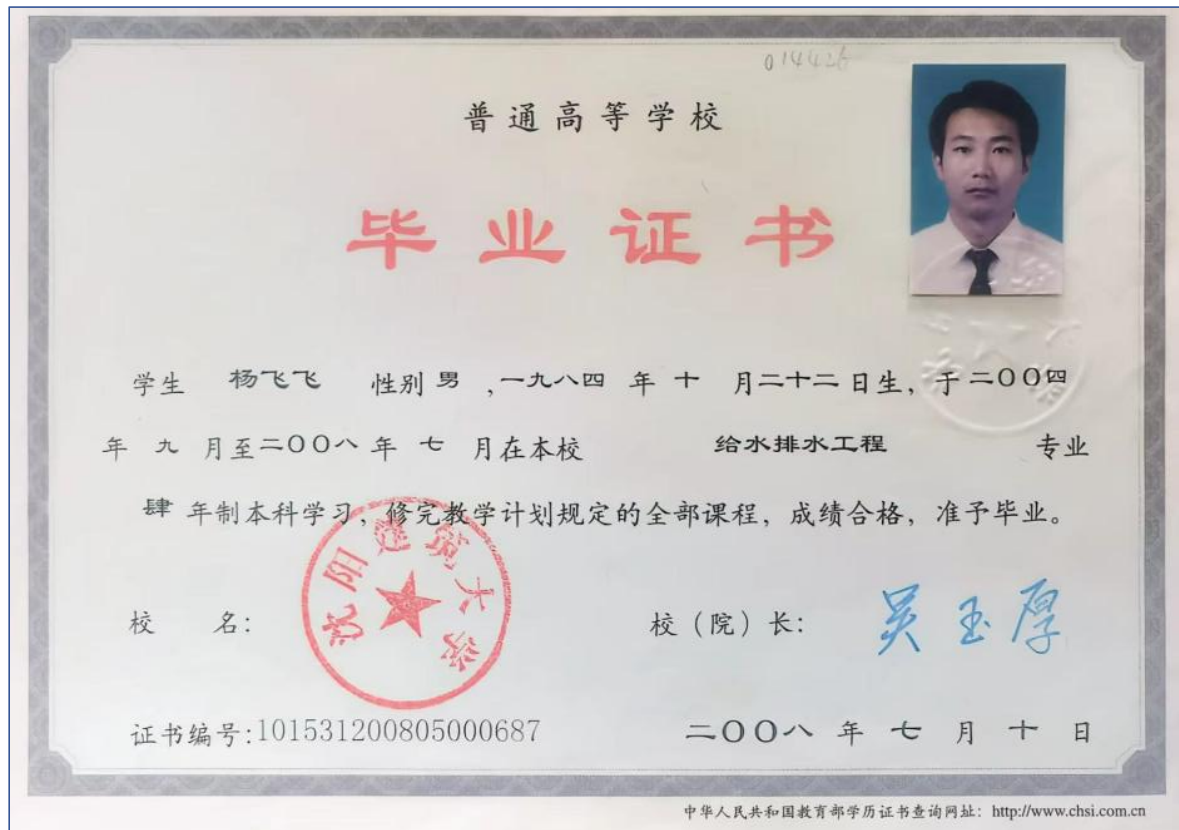 014426
普通高等学校
毕业证书
学生 杨飞飞 性别 男 ,一九八四 年 十 月二十二日生，于二〇〇四
年 九 月至二〇〇八 年 七 月在本校 给水排水工程 专业
肆 年制本科学习，修完教学计划规定的全部课程，成绩合格，准予毕业。
沈阳建筑大学
校 名： 校（院）长： 吴玉厚
证书编号:101531200805000687 二〇〇八 年 七 月 十 日
中华人民共和国教育部学历证书查询网址：http://www.chsi.com.cn